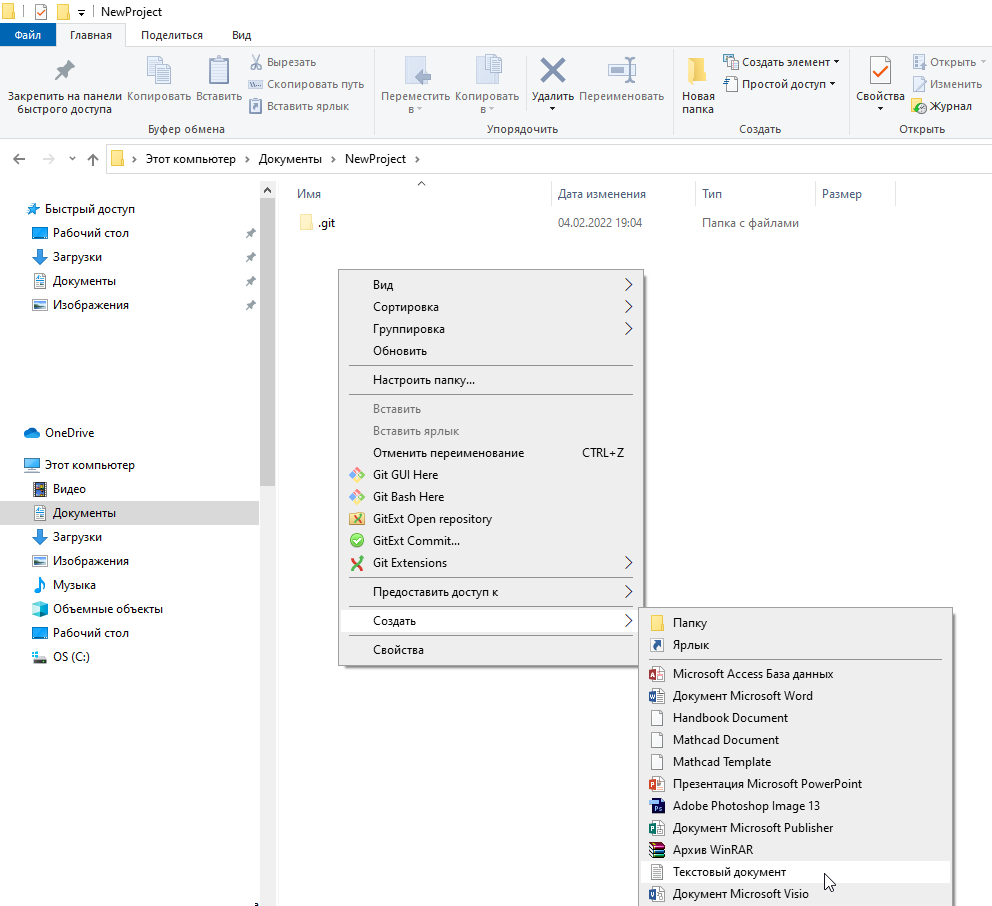 NewProject
Файл
Главная
Поделиться
Вид
Закрепить на панели
быстрого доступа
Копировать
Вставить
Вырезать
Скопировать путь
Вставить ярлык
Буфер обмена
Переместить
в
Копировать
в
Удалить
Переименовать
Упорядочить
Новая
папка
Создать элемент
Простой доступ
Создать
Свойства
Открыть
Изменить
Журнал
Открыть
Этот компьютер
Документы
NewProject
Имя
Дата изменения
Тип
Размер
.git
04.02.2022 19:04
Папка с файлами
Быстрый доступ
Рабочий стол
Загрузки
Документы
Изображения
OneDrive
Этот компьютер
Видео
Документы
Загрузки
Изображения
Музыка
Объемные объекты
Рабочий стол
OS (C:)
Вид
Сортировка
Группировка
Обновить
Настроить папку...
Вставить
Вставить ярлык
Отменить переименование CTRL+Z
Git GUI Here
Git Bash Here
GitExt Open repository
GitExt Commit...
Git Extensions
Предоставить доступ к
Создать
Свойства
Папку
Ярлык
Microsoft Access База данных
Документ Microsoft Word
Handbook Document
Mathcad Document
Mathcad Template
Презентация Microsoft PowerPoint
Adobe Photoshop Image 13
Документ Microsoft Publisher
Архив WinRAR
Текстовый документ
Документ Microsoft Visio